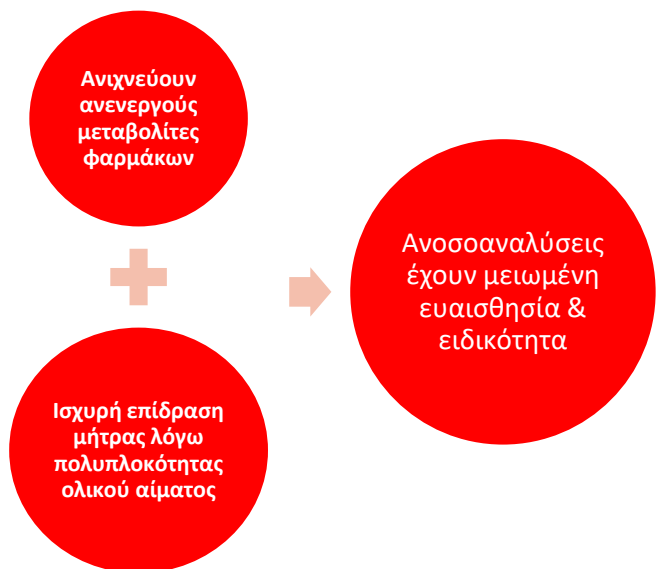 Ανιχνεύουν
ανενεργούς
μεταβολίτες
φαρμάκων
Ισχυρή επίδραση
μήτρας λόγω
πολυπλοκότητας
ολικού αίματος
Ανοσοαναλύσεις
έχουν μειωμένη
ευαισθησία &
ειδικότητα